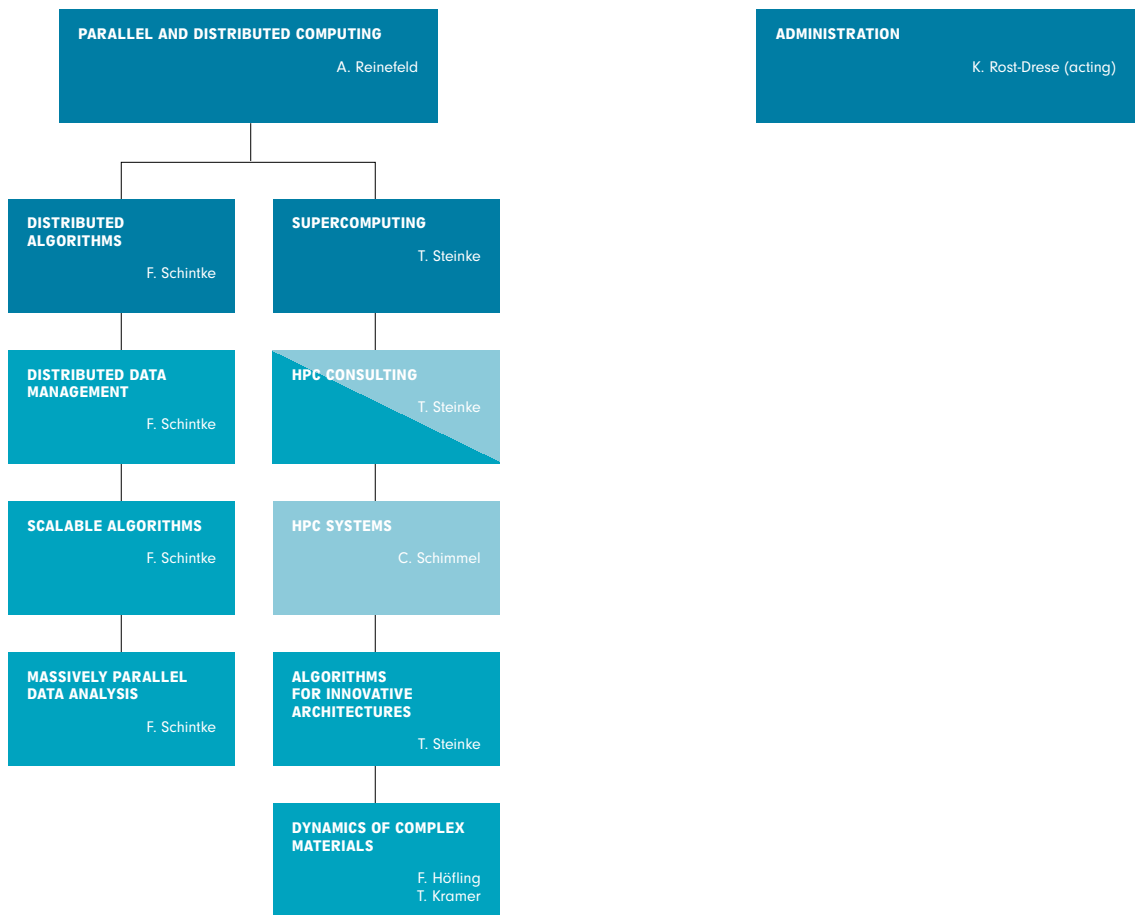 PARALLEL AND DISTRIBUTED COMPUTING
A. Reinefeld
ADMINISTRATION
K. Rost-Drese (acting)
DISTRIBUTED
ALGORITHMS
F. Schintke
SUPERCOMPUTING
T. Steinke
DISTRIBUTED DATA
MANAGEMENT
F. Schintke
HPC CONSULTING
T. Steinke
SCALABLE ALGORITHMS
F. Schintke
HPC SYSTEMS
C. Schimmel
MASSIVELY PARALLEL
DATA ANALYSIS
F. Schintke
ALGORITHMS
FOR INNOVATIVE
ARCHITECTURES
T. Steinke
DYNAMICS OF COMPLEX
MATERIALS
F. Höfling
T. Kramer